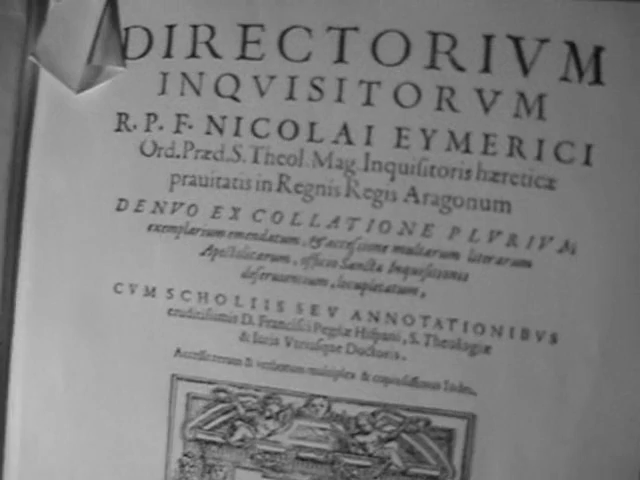 DIRECTORIVM
INQVISITORVM
R. P. F. NICOLAI EYMERICI
Ord. Præd. S. Theol. Mag. Inquiſitoris hæreticæ
prauitatis in Regnis Regis Aragonum
DENVO EX COLLATIONE PLVRIVM
exemplarium emendatum, & acceſſione multarum literarum
Apoſtolicarum, officio Sanctæ Inquiſitionis
deſeruientium, locupletatum.
CVM SCHOLIIS SEV ANNOTATIONIBVS
eruditiſſimis D. Franciſci Pegñæ Hiſpani, S. Theologiæ
& Iuris Vtriuſque Doctoris.
& copioſiſſimus Index.